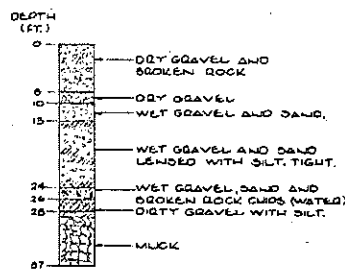 DEPTH
(FT.)
0
DRY GRAVEL AND
BROKEN ROCK
8
DRY GRAVEL
10
WET GRAVEL AND SAND.
13
WET GRAVEL AND SAND
LENSED WITH SILT. TIGHT.
24
WET GRAVEL, SAND AND
26
BROKEN ROCK CHIPS (WATER)
28
DIRTY GRAVEL WITH SILT.
MUCK
37